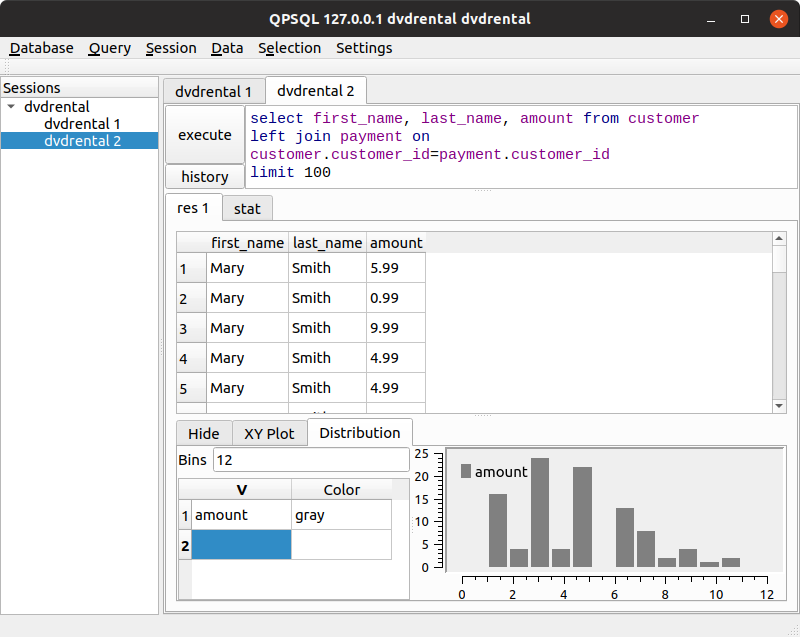 QPSQL 127.0.0.1 dvdrental dvdrental
Database Query Session Data Selection Settings
Sessions
dvdrental
dvdrental 1
dvdrental 2
dvdrental 1 dvdrental 2
execute
history
select first_name, last_name, amount from customer
left join payment on
customer.customer_id=payment.customer_id
limit 100
res 1 stat
first_name last_name amount
1 Mary Smith 5.99
2 Mary Smith 0.99
3 Mary Smith 9.99
4 Mary Smith 4.99
5 Mary Smith 4.99
Hide XY Plot Distribution
Bins 12
V Color
1 amount gray
2
amount
25
20
15
10
5
0
0 2 4 6 8 10 12